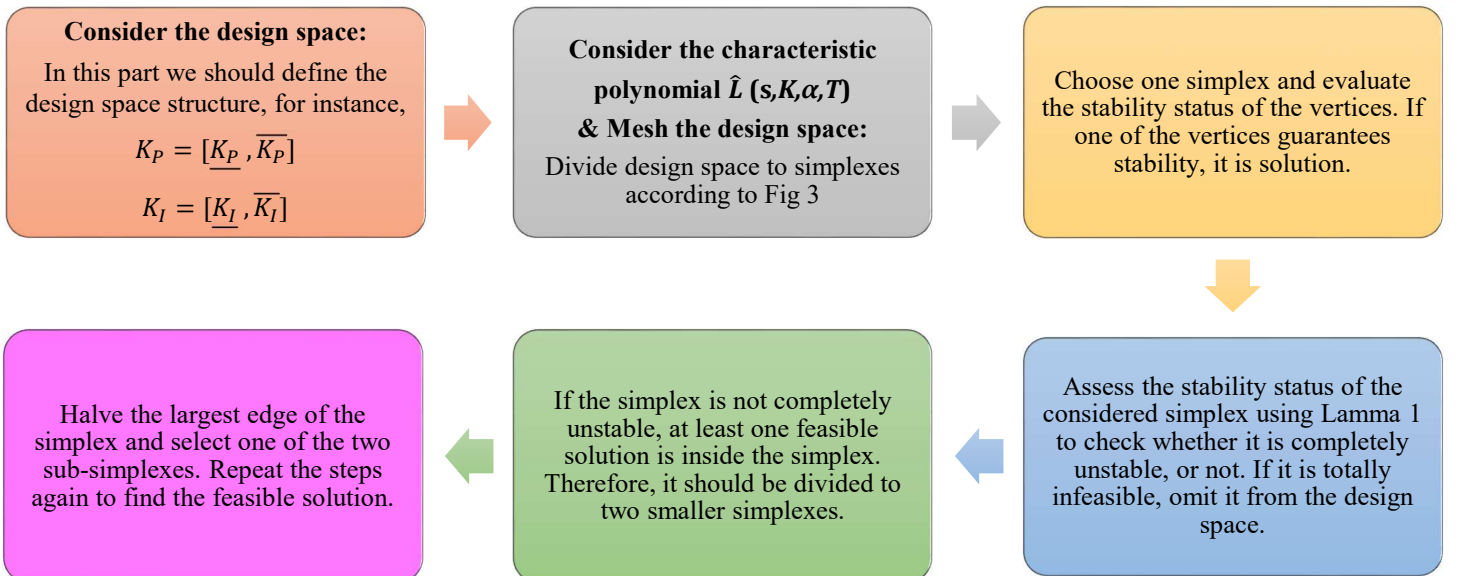 Consider the design space:
In this part we should define the
design space structure, for instance,
𝐾_𝑃 = [\underline{𝐾_𝑃} , \overline{𝐾_𝑃}]
𝐾_𝐼 = [\underline{𝐾_𝐼} , \overline{𝐾_𝐼}]
Consider the characteristic
polynomial L̂ (s,K,α,T)
& Mesh the design space:
Divide design space to simplexes
according to Fig 3
Choose one simplex and evaluate
the stability status of the vertices. If
one of the vertices guarantees
stability, it is solution.
Assess the stability status of the
considered simplex using Lamma 1
to check whether it is completely
unstable, or not. If it is totally
infeasible, omit it from the design
space.
If the simplex is not completely
unstable, at least one feasible
solution is inside the simplex.
Therefore, it should be divided to
two smaller simplexes.
Halve the largest edge of the
simplex and select one of the two
sub-simplexes. Repeat the steps
again to find the feasible solution.